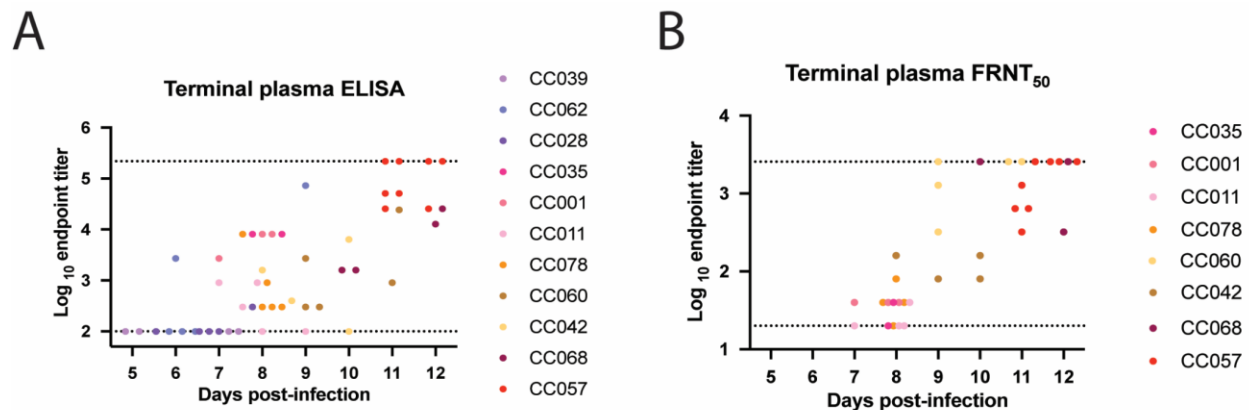 A
Terminal plasma ELISA
Log 10 endpoint titer
6
5
4
3
2
5 6 7 8 9 10 11 12
Days post-infection
CC039
CC062
CC028
CC035
CC001
CC011
CC078
CC060
CC042
CC068
CC057
B
Terminal plasma FRNT50
Log 10 endpoint titer
4
3
2
1
5 6 7 8 9 10 11 12
Days post-infection
CC035
CC001
CC011
CC078
CC060
CC042
CC068
CC057